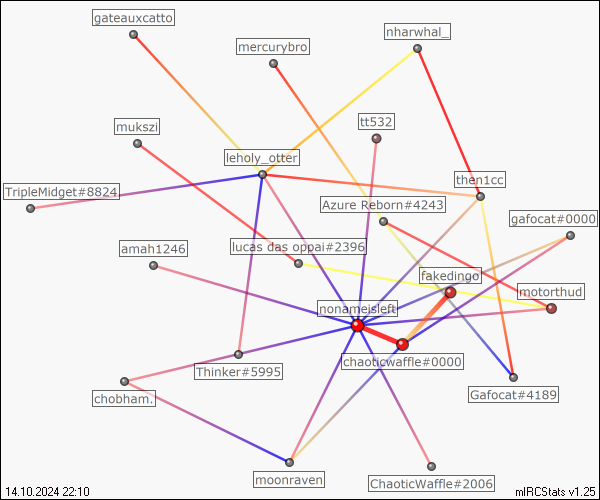 gateauxcatto
nharwhal_
mercurybro
tt532
mukszi
leholy_otter
then1cc
TripleMidget#8824
Azure Reborn#4243
gafocat#0000
amah1246
lucas das oppai#2396
fakedingo
motorthud
nonameisleft
chaoticwaffle#0000
Thinker#5995
Gafocat#4189
chobham.
moonraven
ChaoticWaffle#2006
14.10.2024 22:10
mIRCStats v1.25